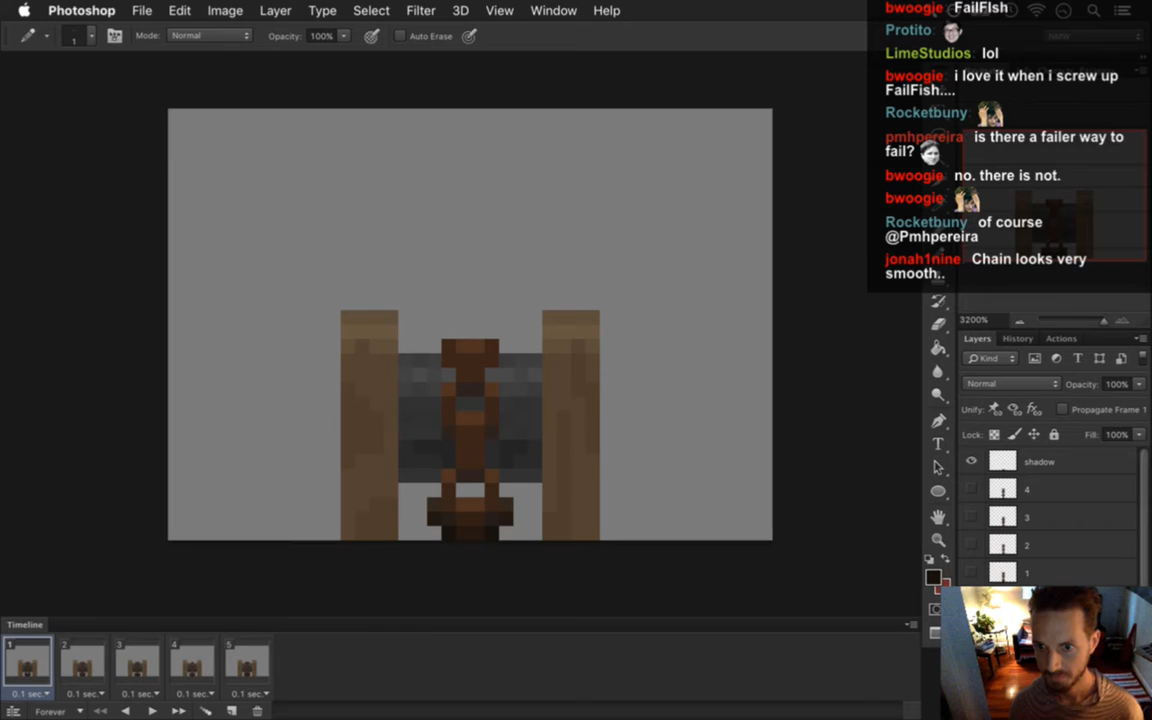 Photoshop File Edit Image Layer Type Select Filter 3D View Window Help
1 Mode: Normal Opacity: 100% Auto Erase
bwoogie FailFIsh
Protito
LimeStudios lol
bwoogie i love it when i screw up
FailFish....
Rocketbuny
pmhpereira is there a failer way to
fail?
bwoogie no. there is not.
bwoogie
Rocketbuny of course
@Pmhpereira
jonah1nine Chain looks very
smooth..
3200%
Layers History Actions
Kind
Normal Opacity: 100%
Unify: Propagate Frame 1
Lock: Fill: 100%
shadow
4
3
2
1
Timeline
1 2 3 4 5
0.1 sec. 0.1 sec. 0.1 sec. 0.1 sec. 0.1 sec.
Forever